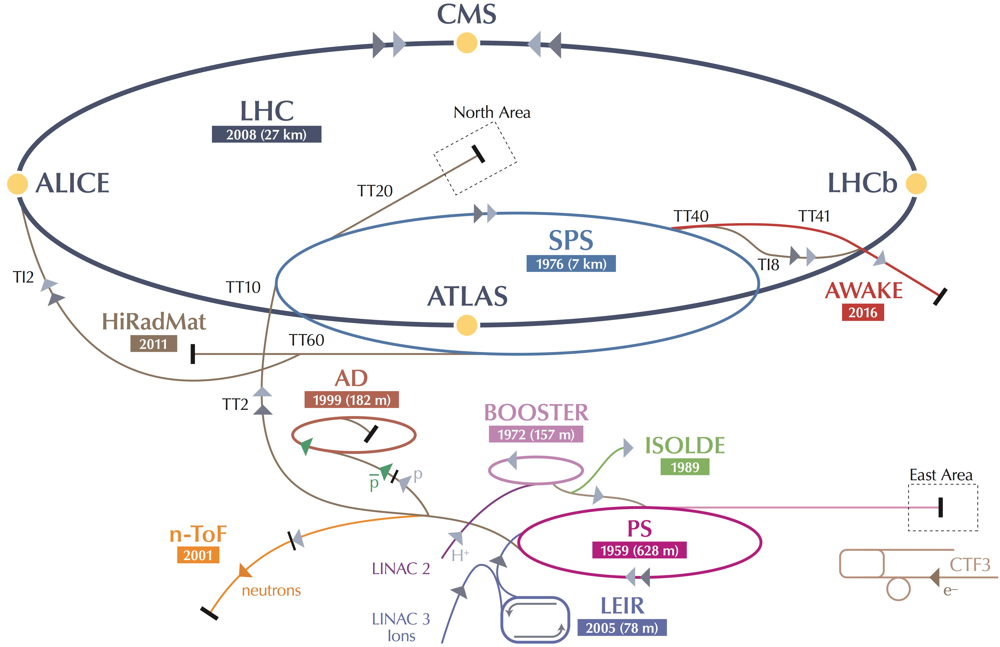 CMS
LHC
2008 (27 km)
North Area
ALICE
LHCb
TT20
TT40
TT41
SPS
1976 (7 km)
TI8
TI2
TT10
ATLAS
AWAKE
2016
HiRadMat
2011
TT60
AD
1999 (182 m)
TT2
BOOSTER
1972 (157 m)
ISOLDE
1989
p
p̅
East Area
n-ToF
2001
PS
1959 (628 m)
H⁺
LINAC 2
CTF3
e⁻
neutrons
LEIR
2005 (78 m)
LINAC 3
Ions